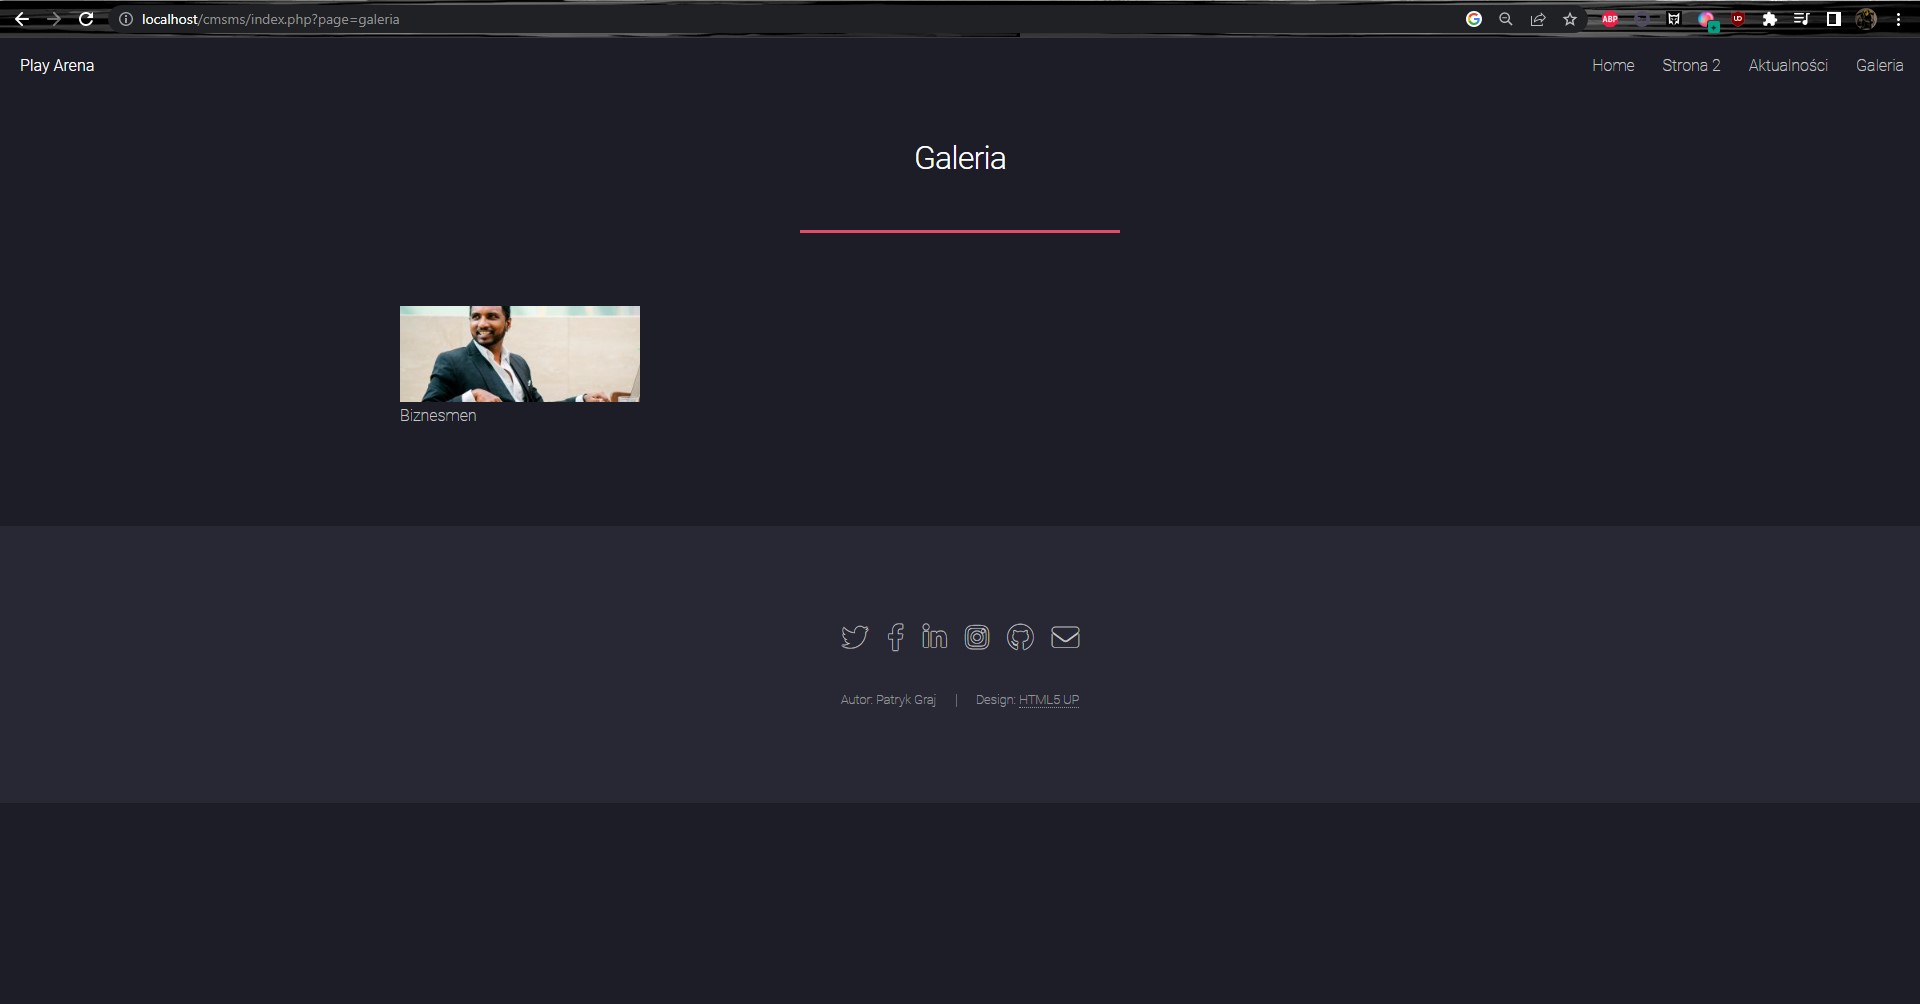 localhost/cmsms/index.php?page=galeria
ABP
Play Arena
Home Strona 2 Aktualności Galeria
Galeria
Biznesmen
Autor: Patryk Graj | Design: HTML5 UP